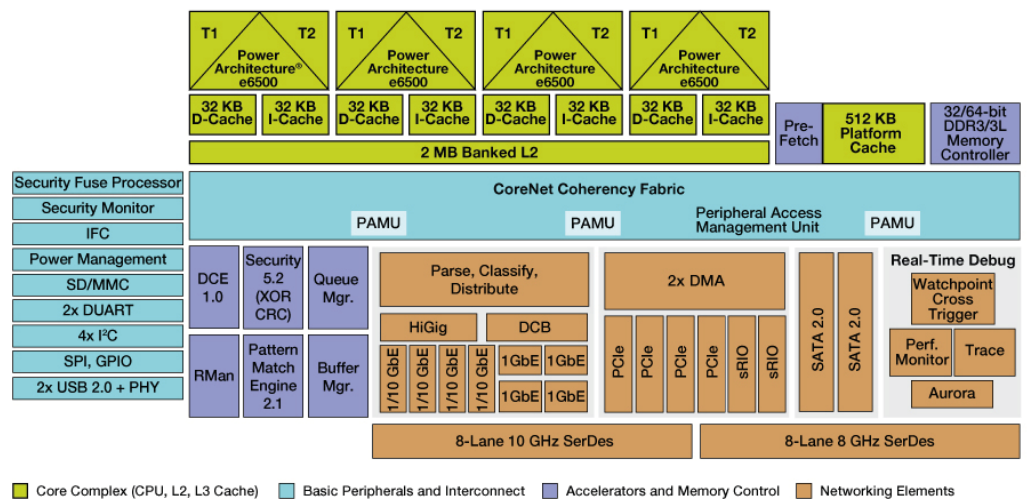 T1 T2 T1 T2 T1 T2 T1 T2
Power
Architecture®
e6500
Power
Architecture
e6500
Power
Architecture
e6500
Power
Architecture
e6500
32 KB
D-Cache
32 KB
I-Cache
32 KB
D-Cache
32 KB
I-Cache
32 KB
D-Cache
32 KB
I-Cache
32 KB
D-Cache
32 KB
I-Cache
2 MB Banked L2
Pre-
Fetch
512 KB
Platform
Cache
32/64-bit
DDR3/3L
Memory
Controller
Security Fuse Processor
Security Monitor
IFC
Power Management
SD/MMC
2x DUART
4x I²C
SPI, GPIO
2x USB 2.0 + PHY
CoreNet Coherency Fabric
PAMU
PAMU
Peripheral Access
Management Unit
PAMU
DCE
1.0
Security
5.2
(XOR
CRC)
Queue
Mgr.
RMan
Pattern
Match
Engine
2.1
Buffer
Mgr.
Parse, Classify,
Distribute
HiGig
DCB
1/10 GbE
1/10 GbE
1/10 GbE
1/10 GbE
1GbE
1GbE
1GbE
1GbE
2x DMA
PCIe
PCIe
PCIe
PCIe
sRIO
sRIO
SATA 2.0
SATA 2.0
Real-Time Debug
Watchpoint
Cross
Trigger
Perf.
Monitor
Trace
Aurora
8-Lane 10 GHz SerDes
8-Lane 8 GHz SerDes
Core Complex (CPU, L2, L3 Cache)
Basic Peripherals and Interconnect
Accelerators and Memory Control
Networking Elements